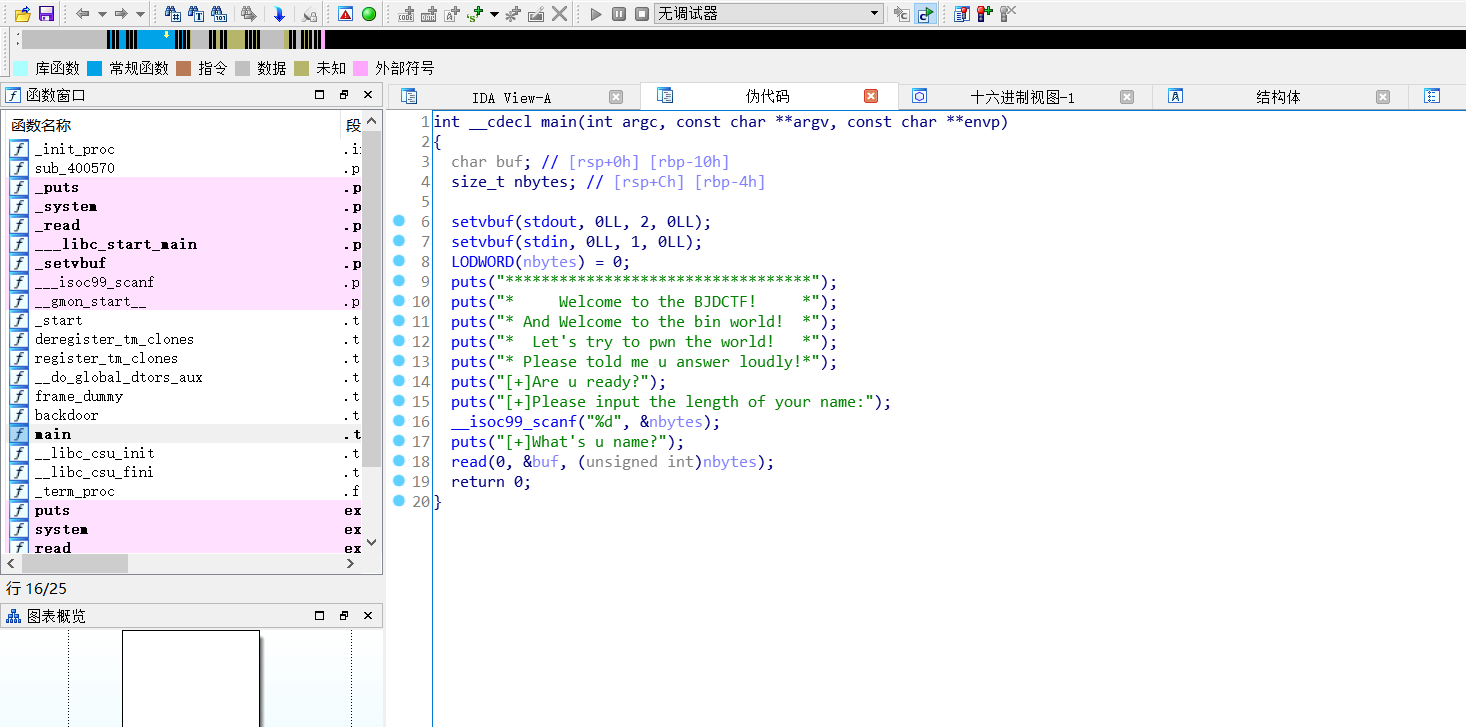 无调试器
库函数 常规函数 指令 数据 未知 外部符号
函数窗口
函数名称 段
_init_proc .i
sub_400570 .p
_puts .p
_system .p
_read .p
___libc_start_main .p
_setvbuf .p
___isoc99_scanf .p
__gmon_start__ .p
_start .t
deregister_tm_clones .t
register_tm_clones .t
__do_global_dtors_aux .t
frame_dummy .t
backdoor .t
main .t
__libc_csu_init .t
__libc_csu_fini .t
_term_proc .f
puts ex
system ex
read ex
行 16/25
图表概览
IDA View-A 伪代码 十六进制视图-1 结构体
1 int __cdecl main(int argc, const char **argv, const char **envp)
2 {
3 char buf; // [rsp+0h] [rbp-10h]
4 size_t nbytes; // [rsp+Ch] [rbp-4h]
5
6 setvbuf(stdout, 0LL, 2, 0LL);
7 setvbuf(stdin, 0LL, 1, 0LL);
8 LODWORD(nbytes) = 0;
9 puts("**********************************");
10 puts("*     Welcome to the BJDCTF!     *");
11 puts("* And Welcome to the bin world!  *");
12 puts("*  Let's try to pwn the world!   *");
13 puts("* Please told me u answer loudly!*");
14 puts("[+]Are u ready?");
15 puts("[+]Please input the length of your name:");
16 __isoc99_scanf("%d", &nbytes);
17 puts("[+]What's u name?");
18 read(0, &buf, (unsigned int)nbytes);
19 return 0;
20 }